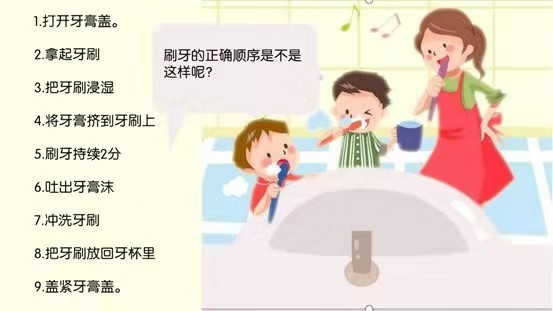 1.打开牙膏盖。
2.拿起牙刷
3.把牙刷浸湿
4.将牙膏挤到牙刷上
5.刷牙持续2分
6.吐出牙膏沫
7.冲洗牙刷
8.把牙刷放回牙杯里
9.盖紧牙膏盖。
刷牙的正确顺序是不是
这样呢?